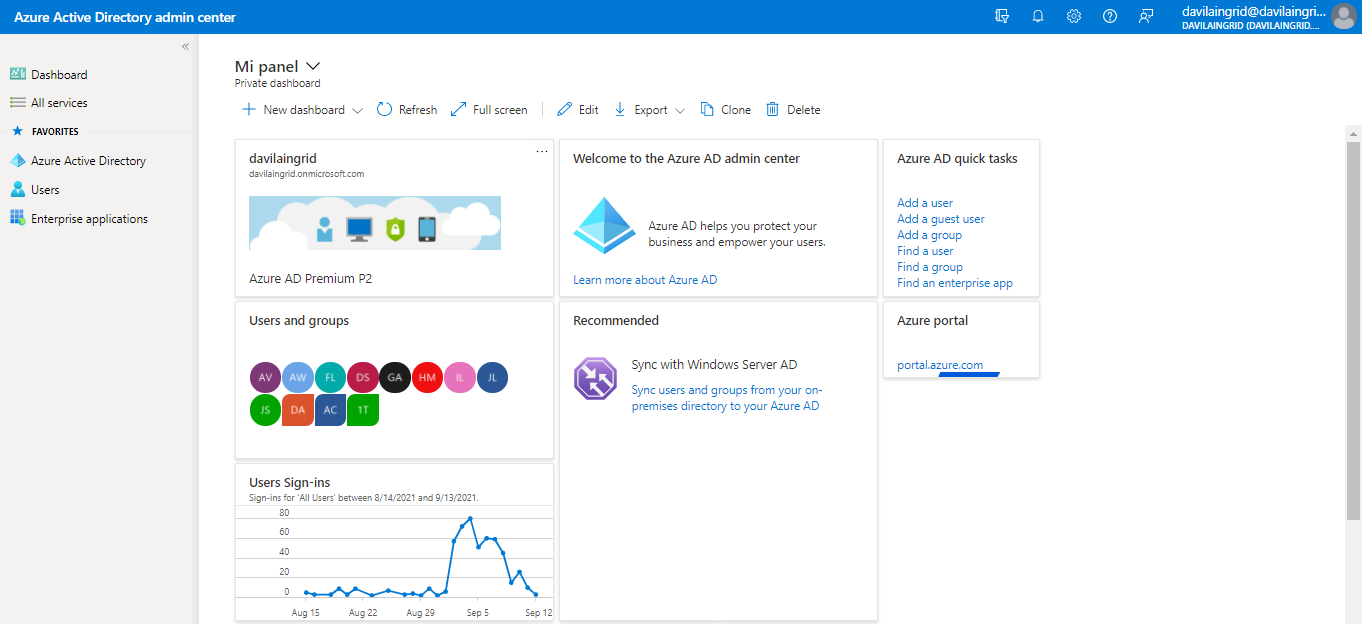 Azure Active Directory admin center
davilaingrid@davilaingri...
DAVILAINGRID (DAVILAINGRID....
«
Dashboard
All services
FAVORITES
Azure Active Directory
Users
Enterprise applications
Mi panel
Private dashboard
New dashboard
Refresh
Full screen
Edit
Export
Clone
Delete
davilaingrid
...
davilaingrid.onmicrosoft.com
Azure AD Premium P2
Welcome to the Azure AD admin center
Azure AD helps you protect your
business and empower your users.
Learn more about Azure AD
Azure AD quick tasks
Add a user
Add a guest user
Add a group
Find a user
Find a group
Find an enterprise app
Users and groups
AV AW FL DS GA HM IL JL
JS DA AC 1T
Recommended
Sync with Windows Server AD
Sync users and groups from your on-
premises directory to your Azure AD
Azure portal
portal.azure.com
Users Sign-ins
Sign-ins for 'All Users' between 8/14/2021 and 9/13/2021.
80
60
40
20
0
Aug 15 Aug 22 Aug 29 Sep 5 Sep 12